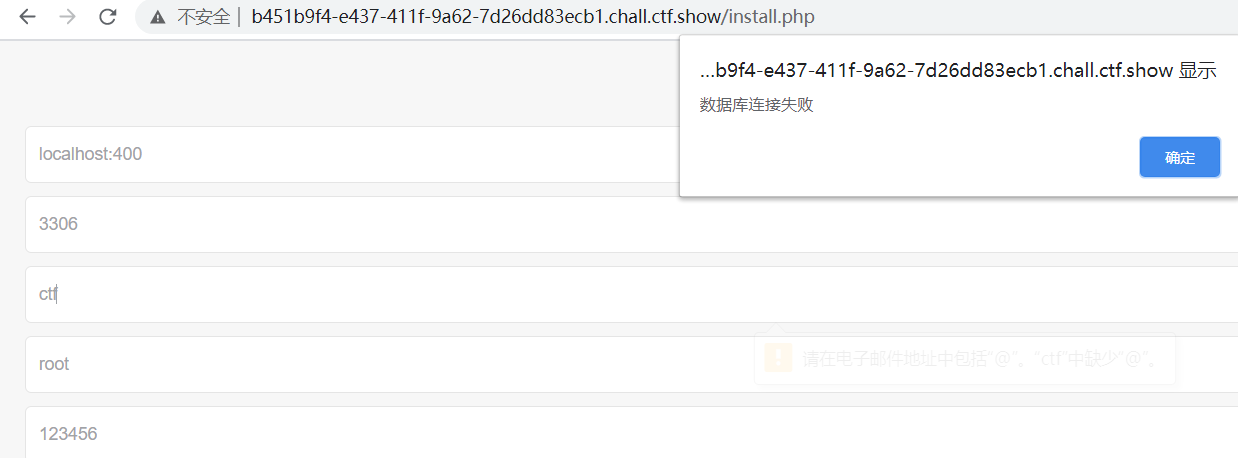 不安全 | b451b9f4-e437-411f-9a62-7d26dd83ecb1.chall.ctf.show/install.php
...b9f4-e437-411f-9a62-7d26dd83ecb1.chall.ctf.show 显示
数据库连接失败
确定
localhost:400
3306
ctf
请在电子邮件地址中包括“@”。“ctf”中缺少“@”。
root
123456